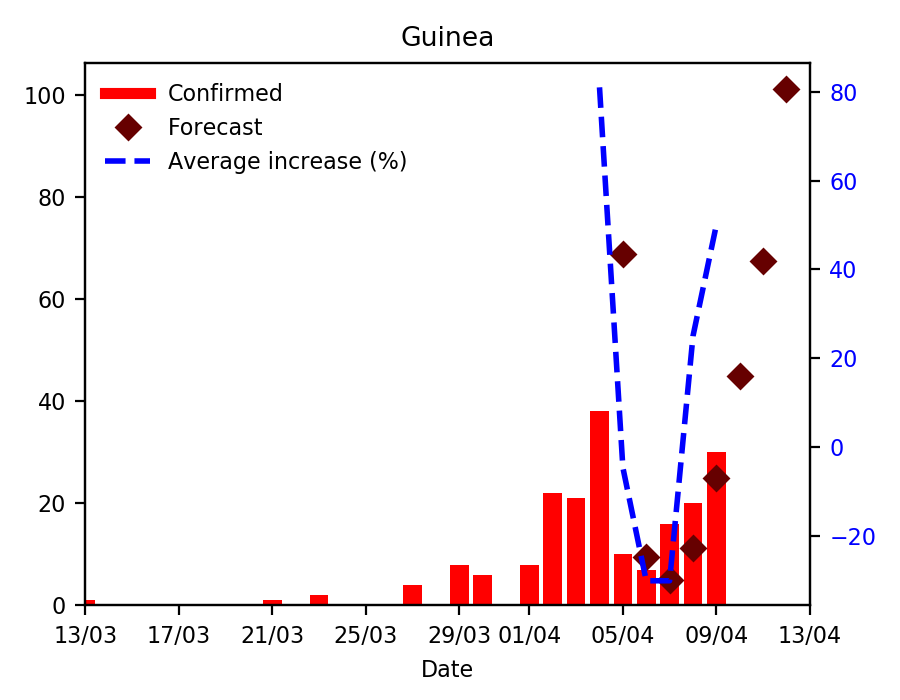 Guinea
Confirmed
Forecast
Average increase (%)
100
80
60
40
20
0
80
60
40
20
0
−20
13/03 17/03 21/03 25/03 29/03 01/04 05/04 09/04 13/04
Date